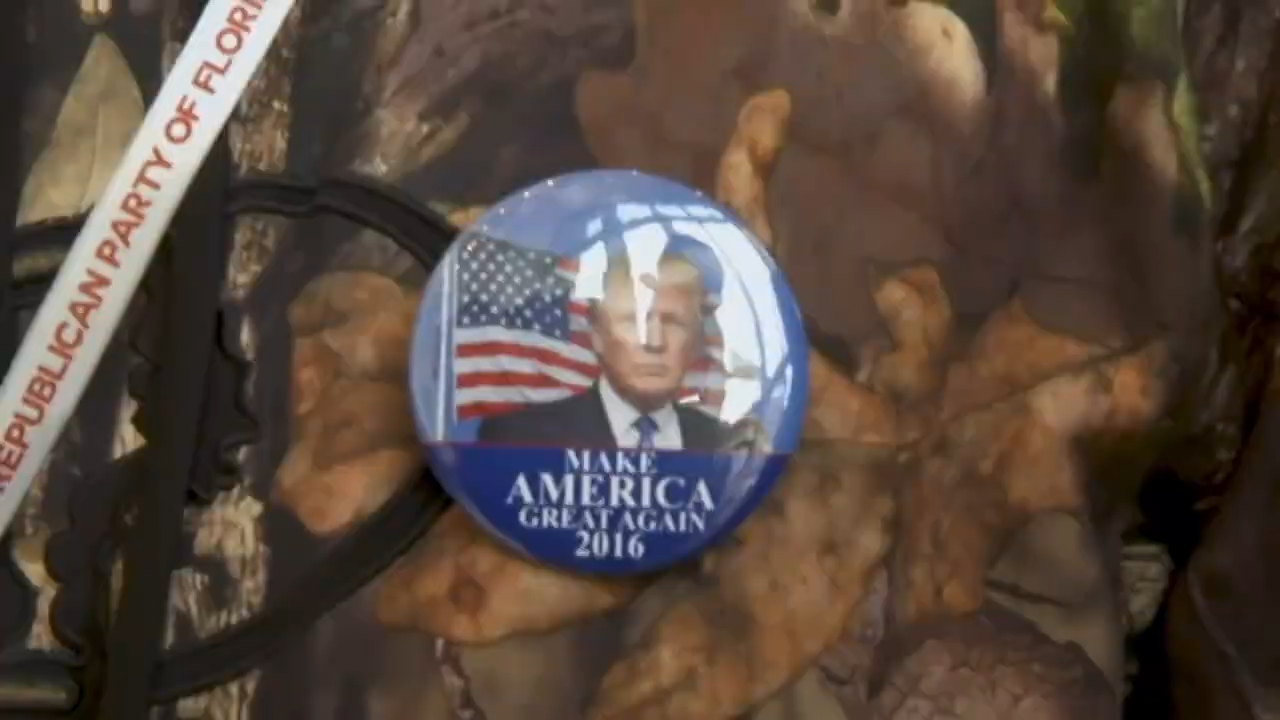 REPUBLICAN PARTY OF FLORI
MAKE
AMERICA
GREAT AGAIN
2016